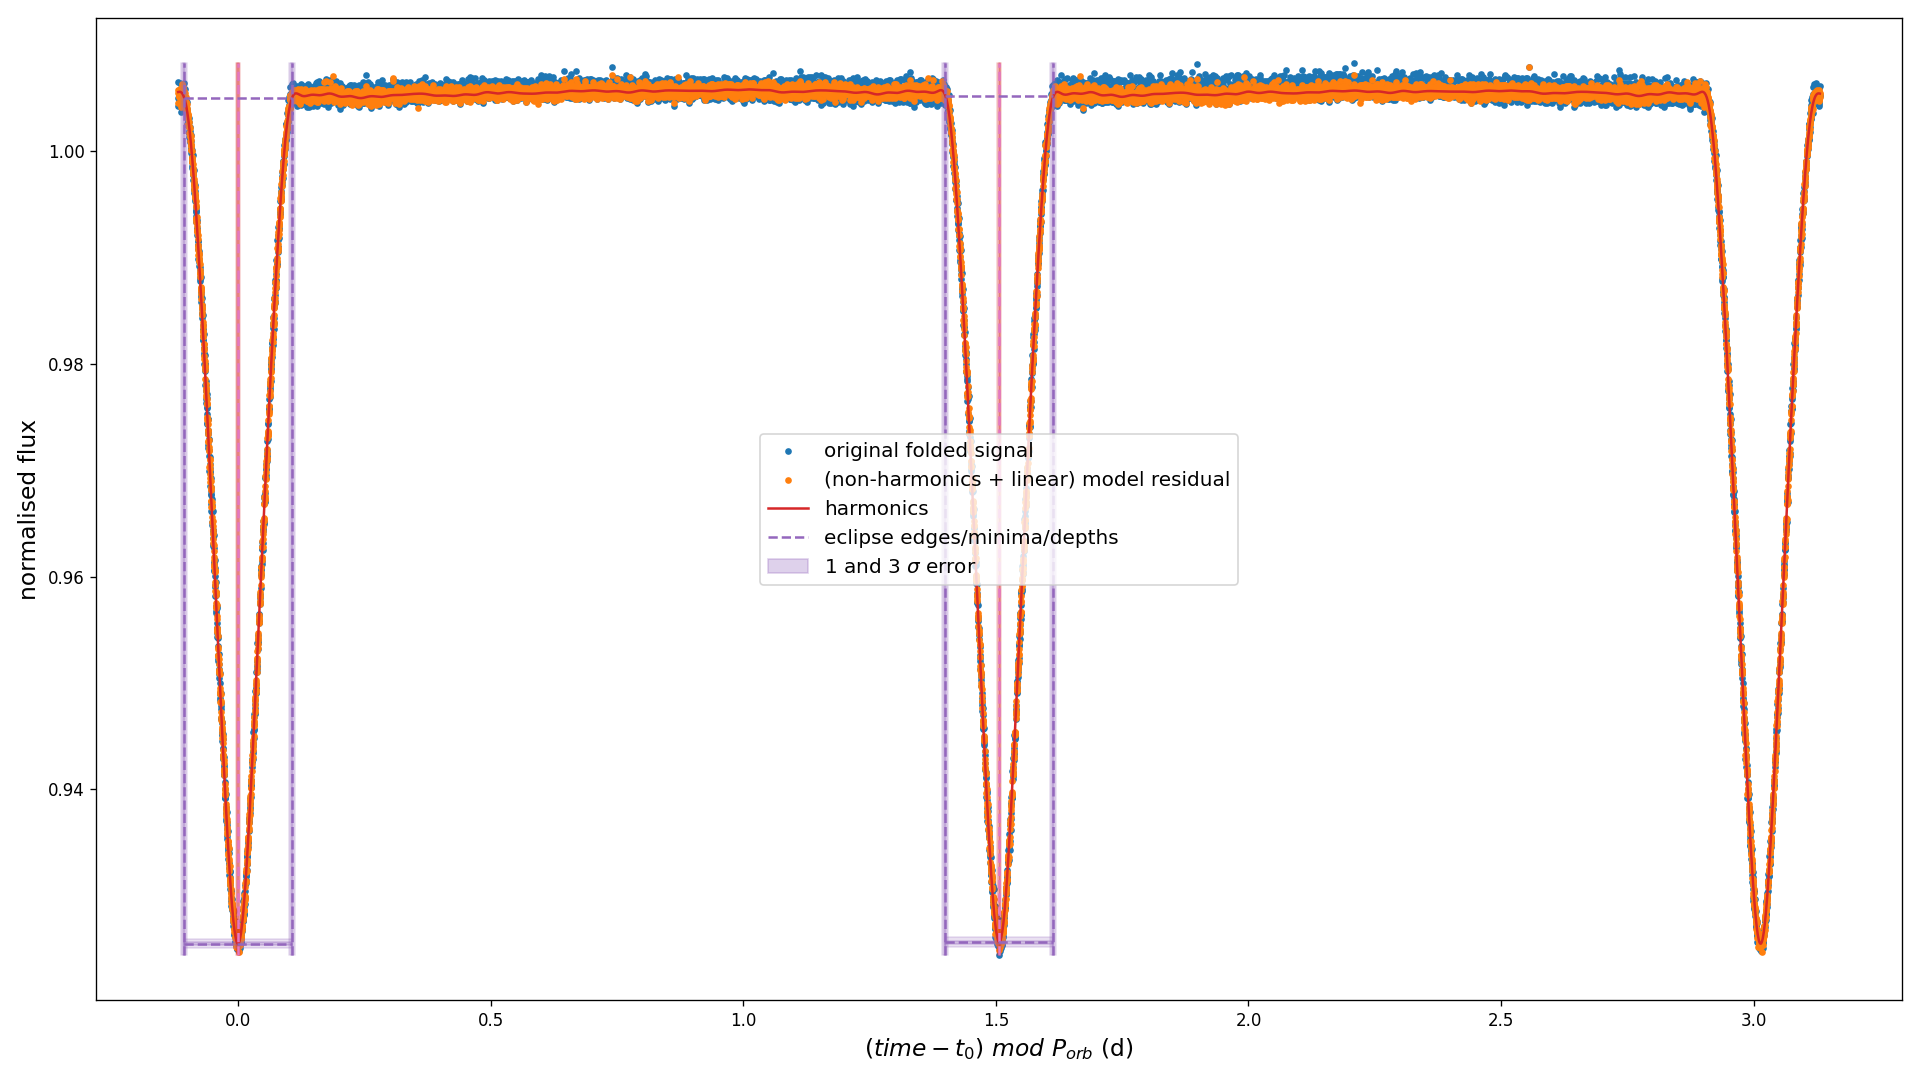 normalised flux
1.00
0.98
0.96
0.94
original folded signal
(non-harmonics + linear) model residual
harmonics
eclipse edges/minima/depths
1 and 3 σ error
0.0 0.5 1.0 1.5 2.0 2.5 3.0
(time − t₀) mod Pₒᵣᵦ (d)